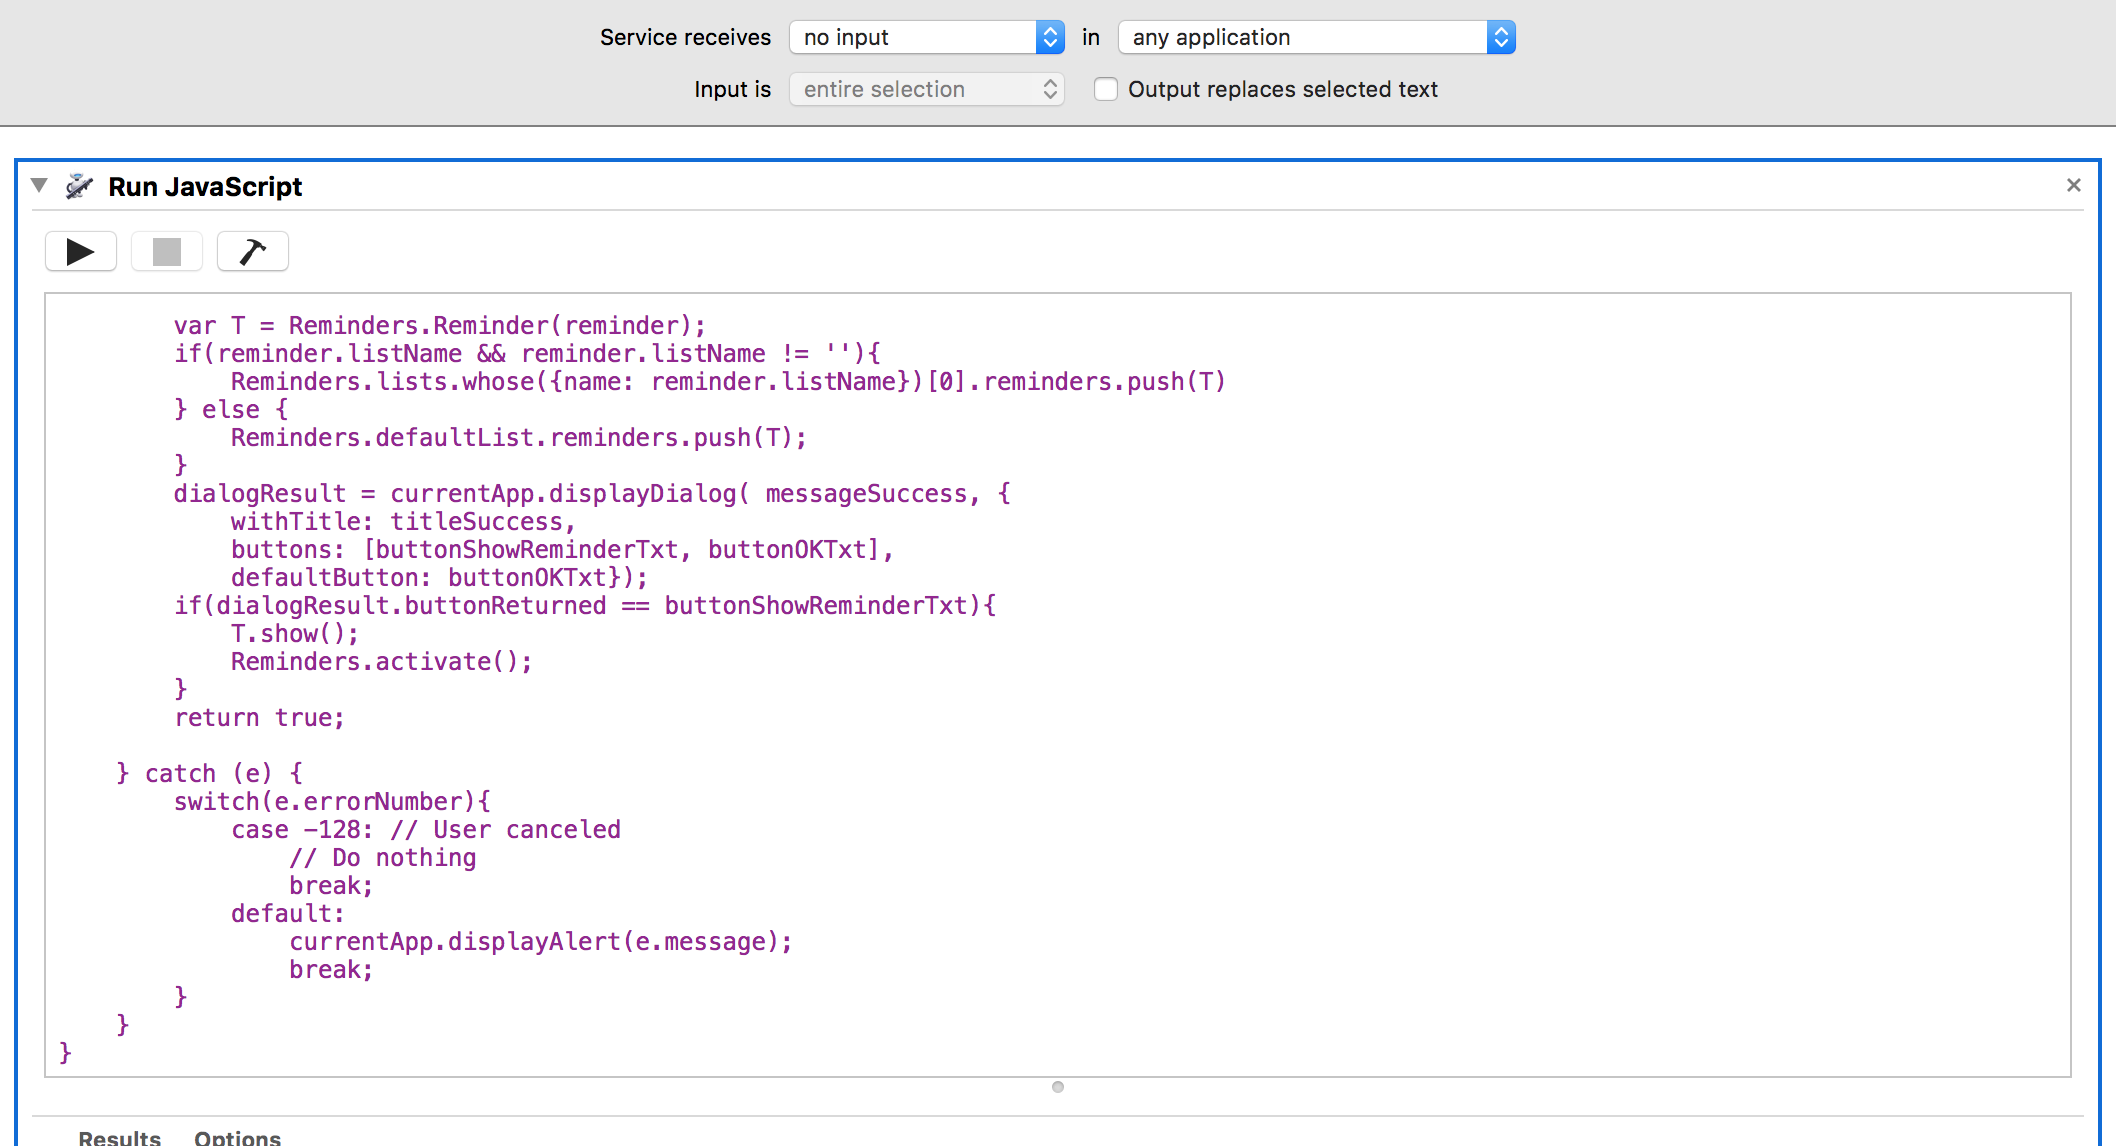 Service receives no input in any application
Input is entire selection Output replaces selected text
Run JavaScript
var T = Reminders.Reminder(reminder);
if(reminder.listName && reminder.listName != ''){
Reminders.lists.whose({name: reminder.listName})[0].reminders.push(T)
} else {
Reminders.defaultList.reminders.push(T);
}
dialogResult = currentApp.displayDialog( messageSuccess, {
withTitle: titleSuccess,
buttons: [buttonShowReminderTxt, buttonOKTxt],
defaultButton: buttonOKTxt});
if(dialogResult.buttonReturned == buttonShowReminderTxt){
T.show();
Reminders.activate();
}
return true;
} catch (e) {
switch(e.errorNumber){
case -128: // User canceled
// Do nothing
break;
default:
currentApp.displayAlert(e.message);
break;
}
}
}
Results Options